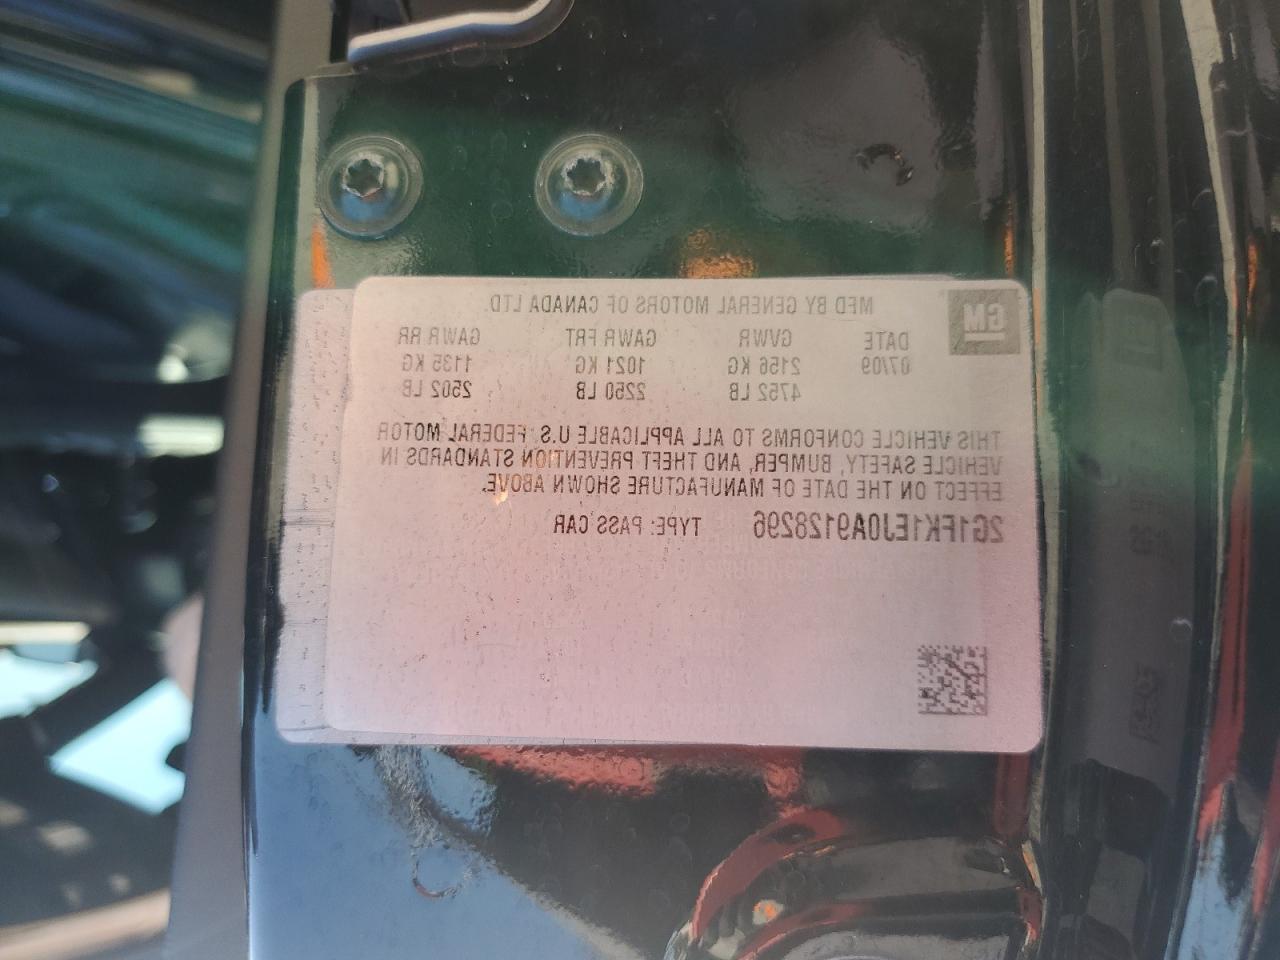 GM
MFD BY GENERAL MOTORS OF CANADA LTD.
DATE GVWR GAWR FRT GAWR RR
07/09 2156 KG 1021 KG 1135 KG
4752 LB 2250 LB 2502 LB
THIS VEHICLE CONFORMS TO ALL APPLICABLE U.S. FEDERAL MOTOR
VEHICLE SAFETY, BUMPER, AND THEFT PREVENTION STANDARDS IN
EFFECT ON THE DATE OF MANUFACTURE SHOWN ABOVE.
2G1FK1EJ0A9128296 TYPE: PASS CAR